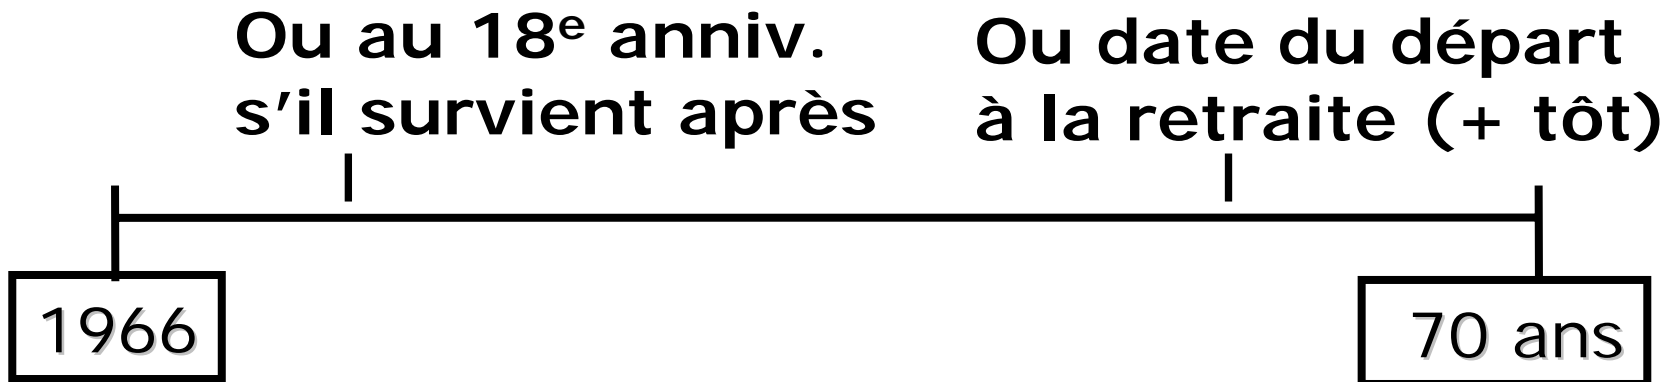 Ou au 18e anniv.
s'il survient après
Ou date du départ
à la retraite (+ tôt)
1966
70 ans